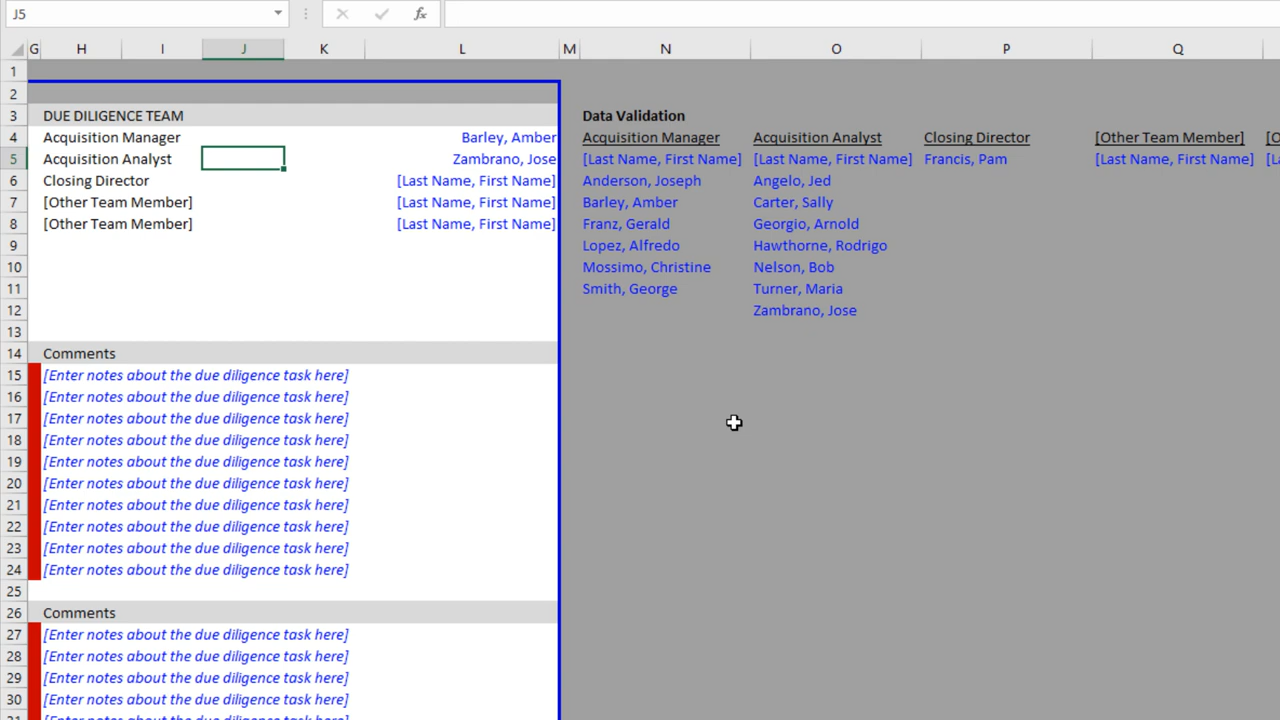 J5 fx
G H I J K L M N O P Q
1
2
3 DUE DILIGENCE TEAM Data Validation
4 Acquisition Manager Barley, Amber Acquisition Manager Acquisition Analyst Closing Director [Other Team Member] [O
5 Acquisition Analyst Zambrano, Jose [Last Name, First Name] [Last Name, First Name] Francis, Pam [Last Name, First Name] [La
6 Closing Director [Last Name, First Name] Anderson, Joseph Angelo, Jed
7 [Other Team Member] [Last Name, First Name] Barley, Amber Carter, Sally
8 [Other Team Member] [Last Name, First Name] Franz, Gerald Georgio, Arnold
9 Lopez, Alfredo Hawthorne, Rodrigo
10 Mossimo, Christine Nelson, Bob
11 Smith, George Turner, Maria
12 Zambrano, Jose
13
14 Comments
15 [Enter notes about the due diligence task here]
16 [Enter notes about the due diligence task here]
17 [Enter notes about the due diligence task here]
18 [Enter notes about the due diligence task here]
19 [Enter notes about the due diligence task here]
20 [Enter notes about the due diligence task here]
21 [Enter notes about the due diligence task here]
22 [Enter notes about the due diligence task here]
23 [Enter notes about the due diligence task here]
24 [Enter notes about the due diligence task here]
25
26 Comments
27 [Enter notes about the due diligence task here]
28 [Enter notes about the due diligence task here]
29 [Enter notes about the due diligence task here]
30 [Enter notes about the due diligence task here]